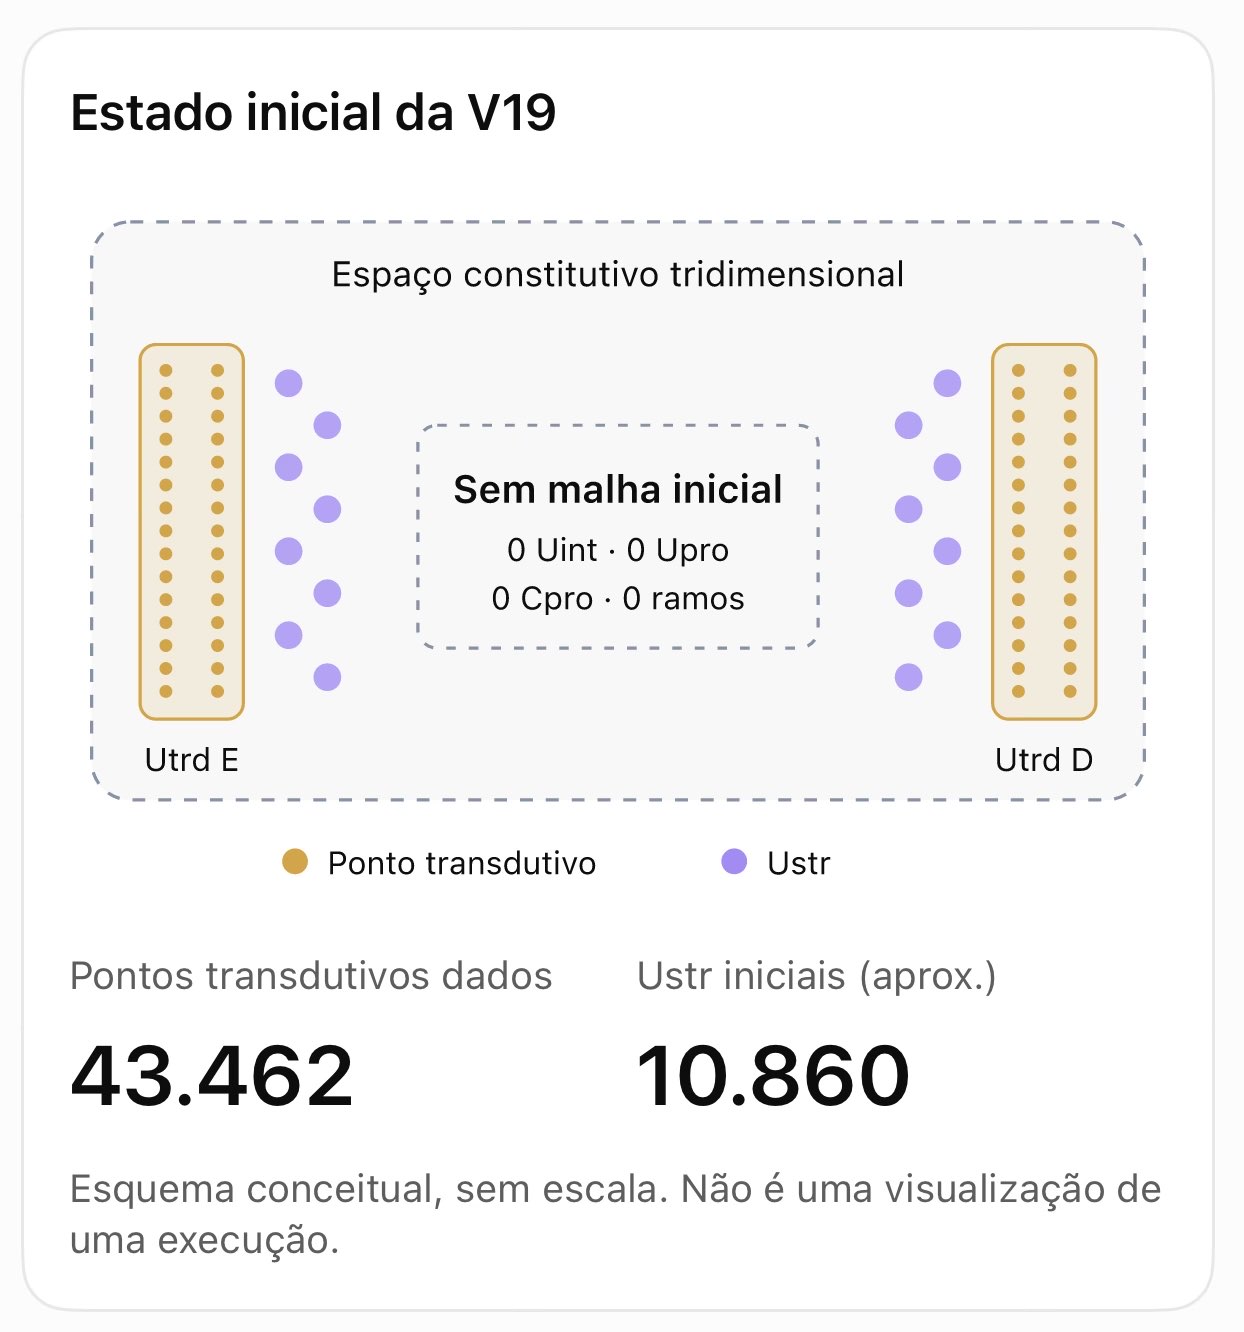 Estado inicial da V19
Espaço constitutivo tridimensional
Sem malha inicial
0 Uint · 0 Upro
0 Cpro · 0 ramos
Utrd E
Utrd D
Ponto transdutivo
Ustr
Pontos transdutivos dados
Ustr iniciais (aprox.)
43.462
10.860
Esquema conceitual, sem escala. Não é uma visualização de
uma execução.